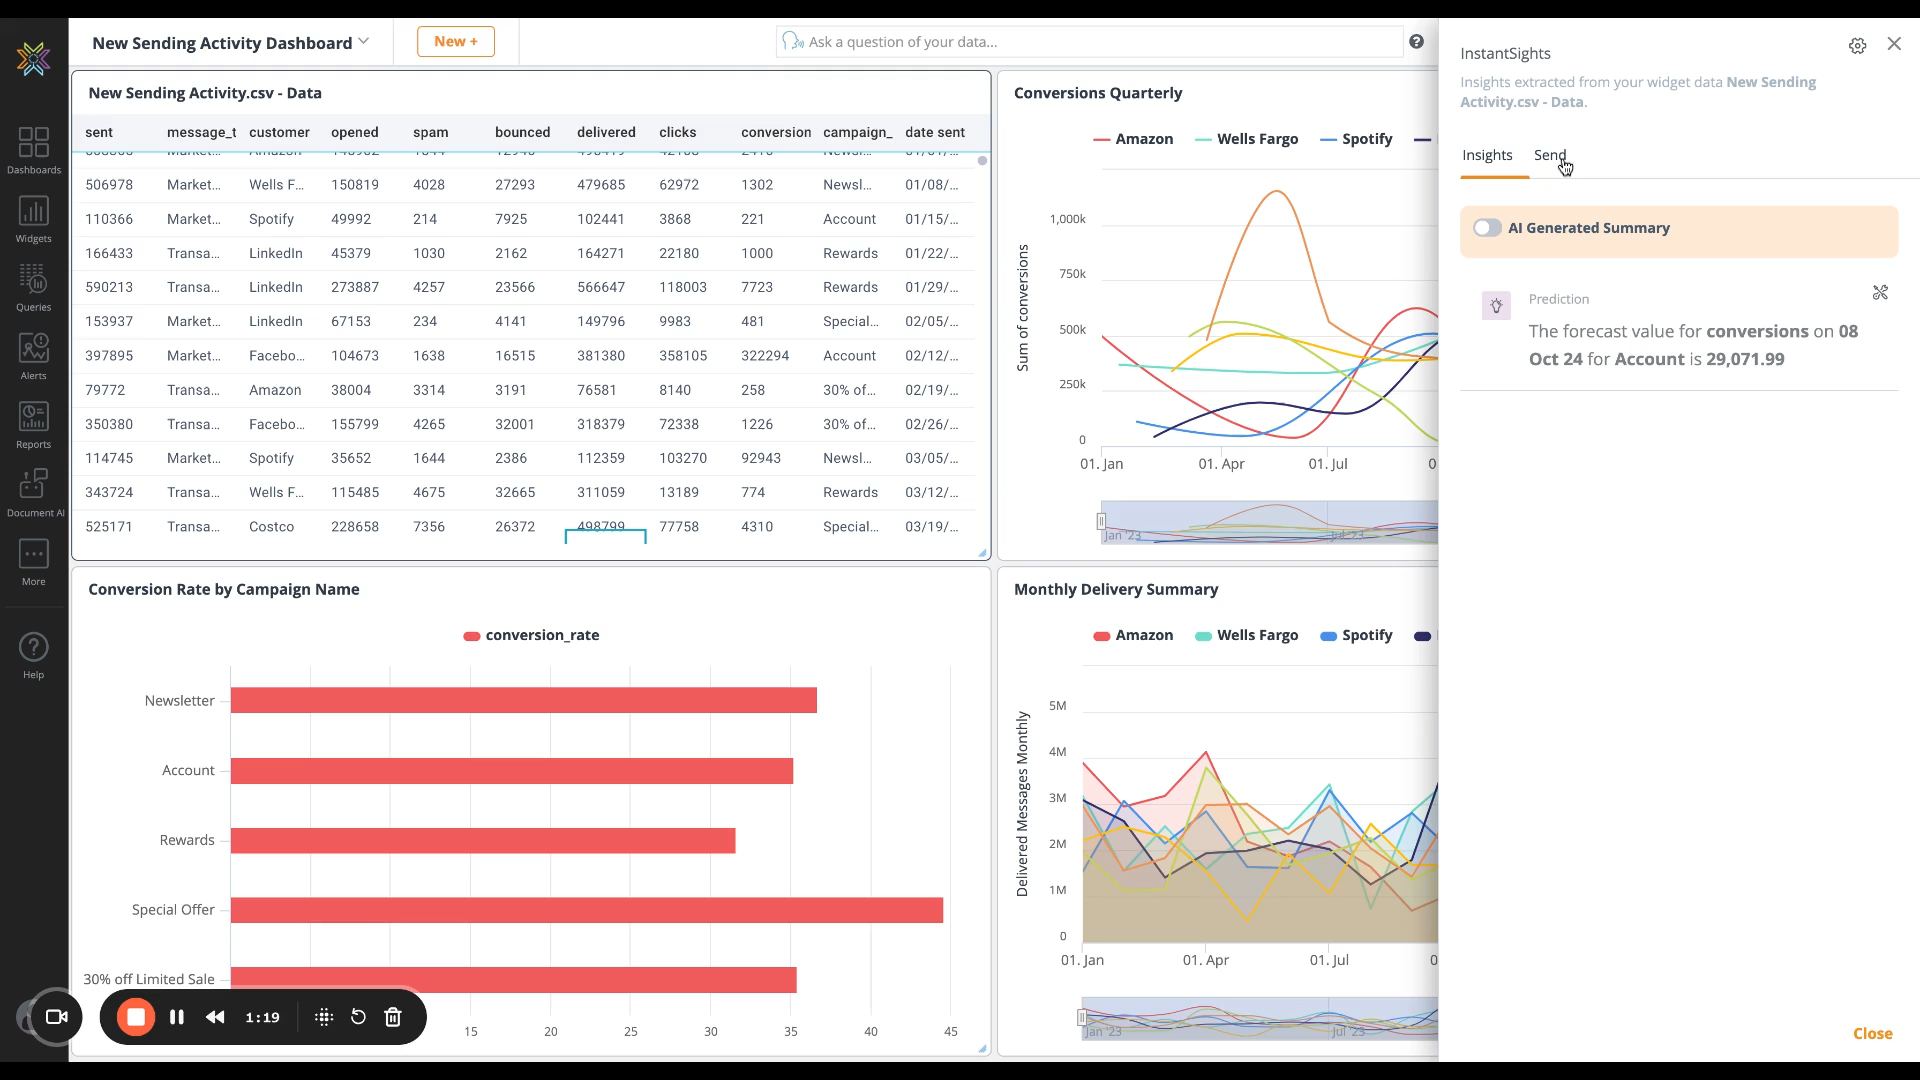 New Sending Activity Dashboard
New +
Ask a question of your data...
Dashboards
Widgets
Queries
Alerts
Reports
Document AI
More
Help
New Sending Activity.csv - Data
sent message_t customer opened spam bounced delivered clicks conversion campaign_ date sent
506978 Market... Wells F... 150819 4028 27293 479685 62972 1302 Newsl... 01/08/...
110366 Market... Spotify 49992 214 7925 102441 3868 221 Account 01/15/...
166433 Transa... LinkedIn 45379 1030 2162 164271 22180 1000 Rewards 01/22/...
590213 Transa... LinkedIn 273887 4257 23566 566647 118003 7723 Rewards 01/29/...
153937 Market... LinkedIn 67153 234 4141 149796 9983 481 Special... 02/05/...
397895 Market... Facebo... 104673 1638 16515 381380 358105 322294 Account 02/12/...
79772 Transa... Amazon 38004 3314 3191 76581 8140 258 30% of... 02/19/...
350380 Transa... Facebo... 155799 4265 32001 318379 72338 1226 30% of... 02/26/...
114745 Market... Spotify 35652 1644 2386 112359 103270 92943 Newsl... 03/05/...
343724 Transa... Wells F... 115485 4675 32665 311059 13189 774 Rewards 03/12/...
525171 Transa... Costco 228658 7356 26372 498799 77758 4310 Special... 03/19/...
Conversions Quarterly
Amazon Wells Fargo Spotify
Sum of conversions
1,000k
750k
500k
250k
0
01. Jan 01. Apr 01. Jul 0
Jan '23 Jul '23
Conversion Rate by Campaign Name
conversion_rate
Newsletter
Account
Rewards
Special Offer
30% off Limited Sale
15 20 25 30 35 40 45
1:19
Monthly Delivery Summary
Amazon Wells Fargo Spotify
Delivered Messages Monthly
5M
4M
3M
2M
1M
0
01. Jan 01. Apr 01. Jul 0
Jan '23 Jul '23
InstantSights
Insights extracted from your widget data New Sending
Activity.csv - Data.
Insights Send
AI Generated Summary
Prediction
The forecast value for conversions on 08
Oct 24 for Account is 29,071.99
Close